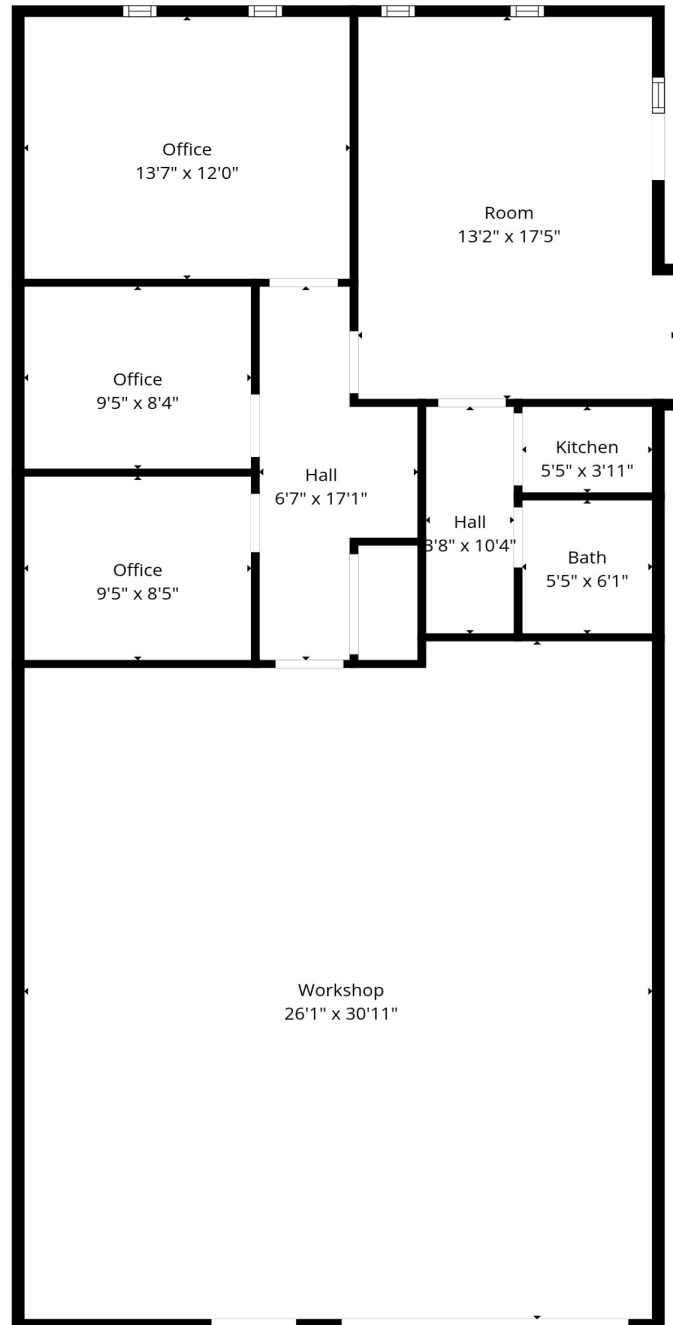 Office
13'7" x 12'0"
Room
13'2" x 17'5"
Office
9'5" x 8'4"
Hall
6'7" x 17'1"
Kitchen
5'5" x 3'11"
Hall
3'8" x 10'4"
Bath
5'5" x 6'1"
Office
9'5" x 8'5"
Workshop
26'1" x 30'11"